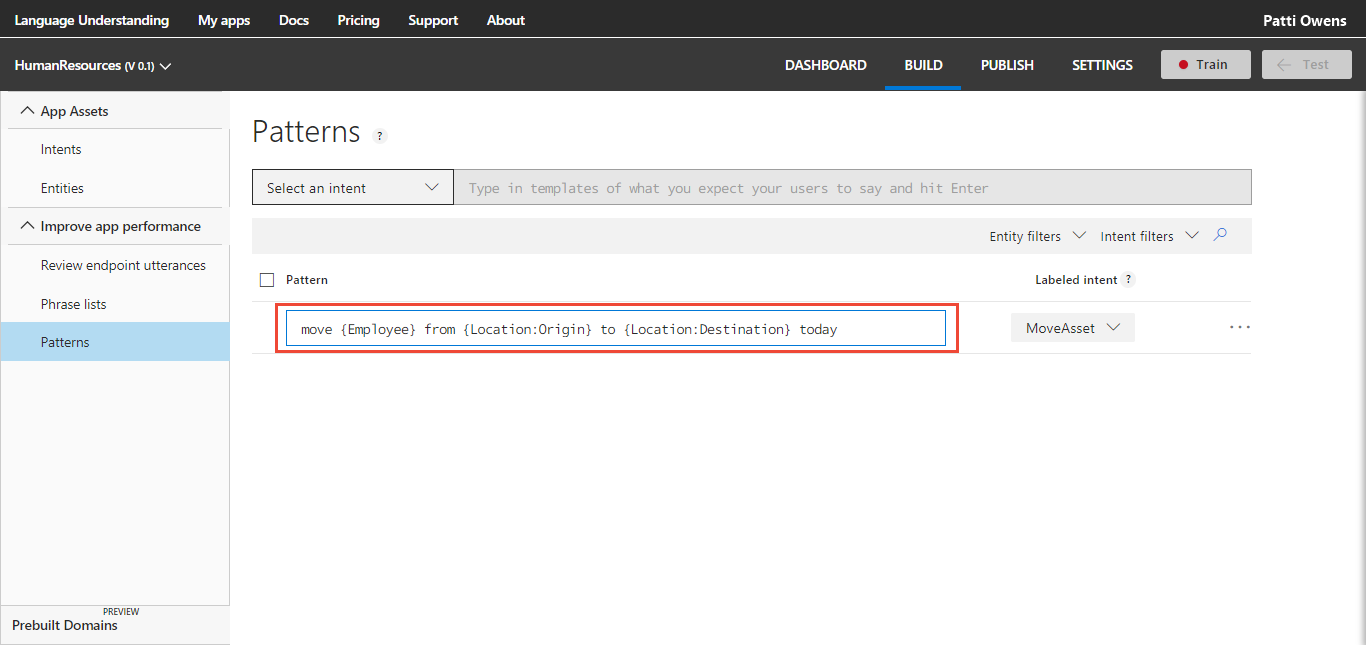 Language Understanding My apps Docs Pricing Support About Patti Owens
HumanResources (V 0.1) DASHBOARD BUILD PUBLISH SETTINGS Train Test
App Assets
Intents
Entities
Improve app performance
Review endpoint utterances
Phrase lists
Patterns
PREVIEW
Prebuilt Domains
Patterns ?
Select an intent Type in templates of what you expect your users to say and hit Enter
Entity filters Intent filters
Pattern Labeled intent ?
move {Employee} from {Location:Origin} to {Location:Destination} today MoveAsset ...